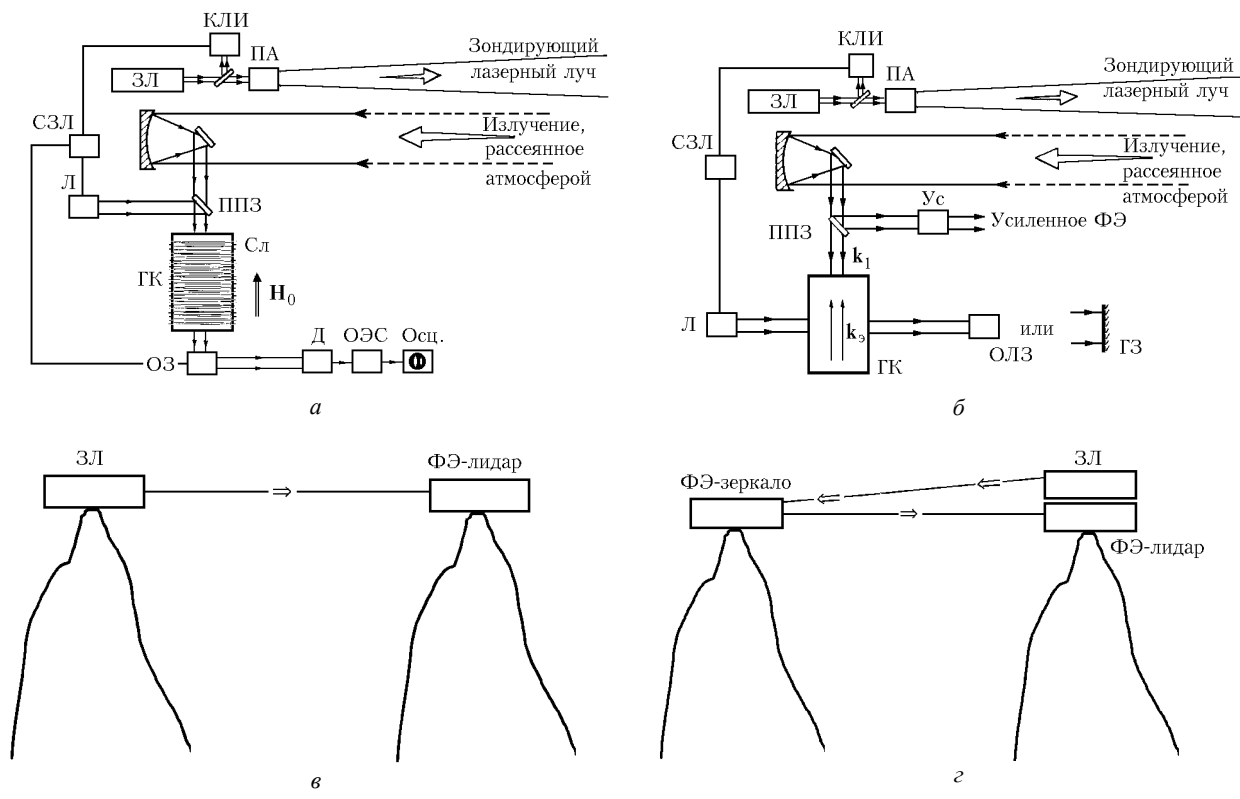 КЛИ
ПА
ЗЛ
Зондирующий
лазерный луч
СЗЛ
Излучение,
рассеянное
атмосферой
Л
ППЗ
Сл
ГК
H₀
ОЗ
Д
ОЭС
Осц.
а
КЛИ
ПА
ЗЛ
Зондирующий
лазерный луч
СЗЛ
Излучение,
рассеянное
атмосферой
Ус
Усиленное ФЭ
ППЗ
k₁
Л
kэ
ГК
ОЛЗ
или
ГЗ
б
ЗЛ
ФЭ-лидар
в
ФЭ-зеркало
ЗЛ
ФЭ-лидар
г